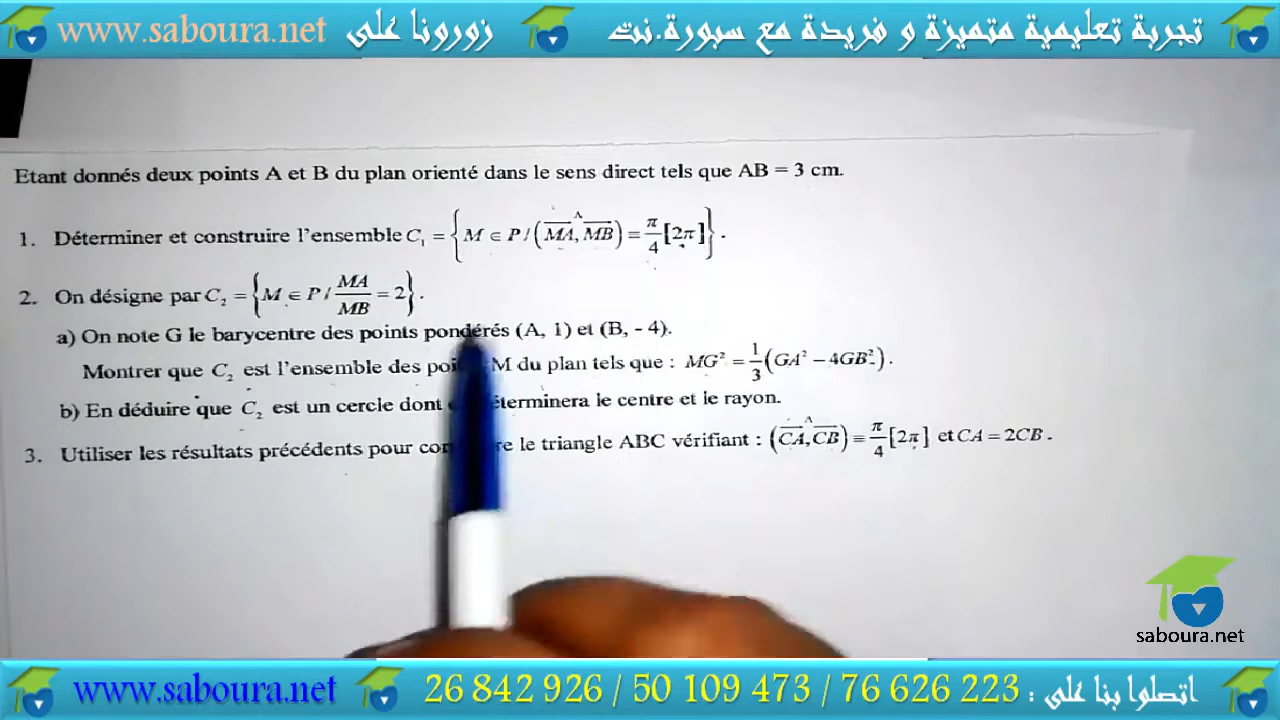 www.saboura.net زورونا على تجربة تعليمية متميزة و فريدة مع سبورة.نت
Etant donnés deux points A et B du plan orienté dans le sens direct tels que AB = 3 cm.
1. Déterminer et construire l'ensemble C₁ = {M ∈ P / (MA⃗, MB⃗)^ ≡ π/4 [2π]}.
2. On désigne par C₂ = {M ∈ P / MA/MB = 2}.
a) On note G le barycentre des points pondérés (A, 1) et (B, - 4).
Montrer que C₂ est l'ensemble des M du plan tels que : MG² = 1/3 (GA² − 4GB²).
b) En déduire que C₂ est un cercle dont déterminera le centre et le rayon.
3. Utiliser les résultats précédents pour le triangle ABC vérifiant : (CA⃗, CB⃗)^ ≡ π/4 [2π] et CA = 2CB.
saboura.net
www.saboura.net 26 842 926 / 50 109 473 / 76 626 223 : اتصلوا بنا على